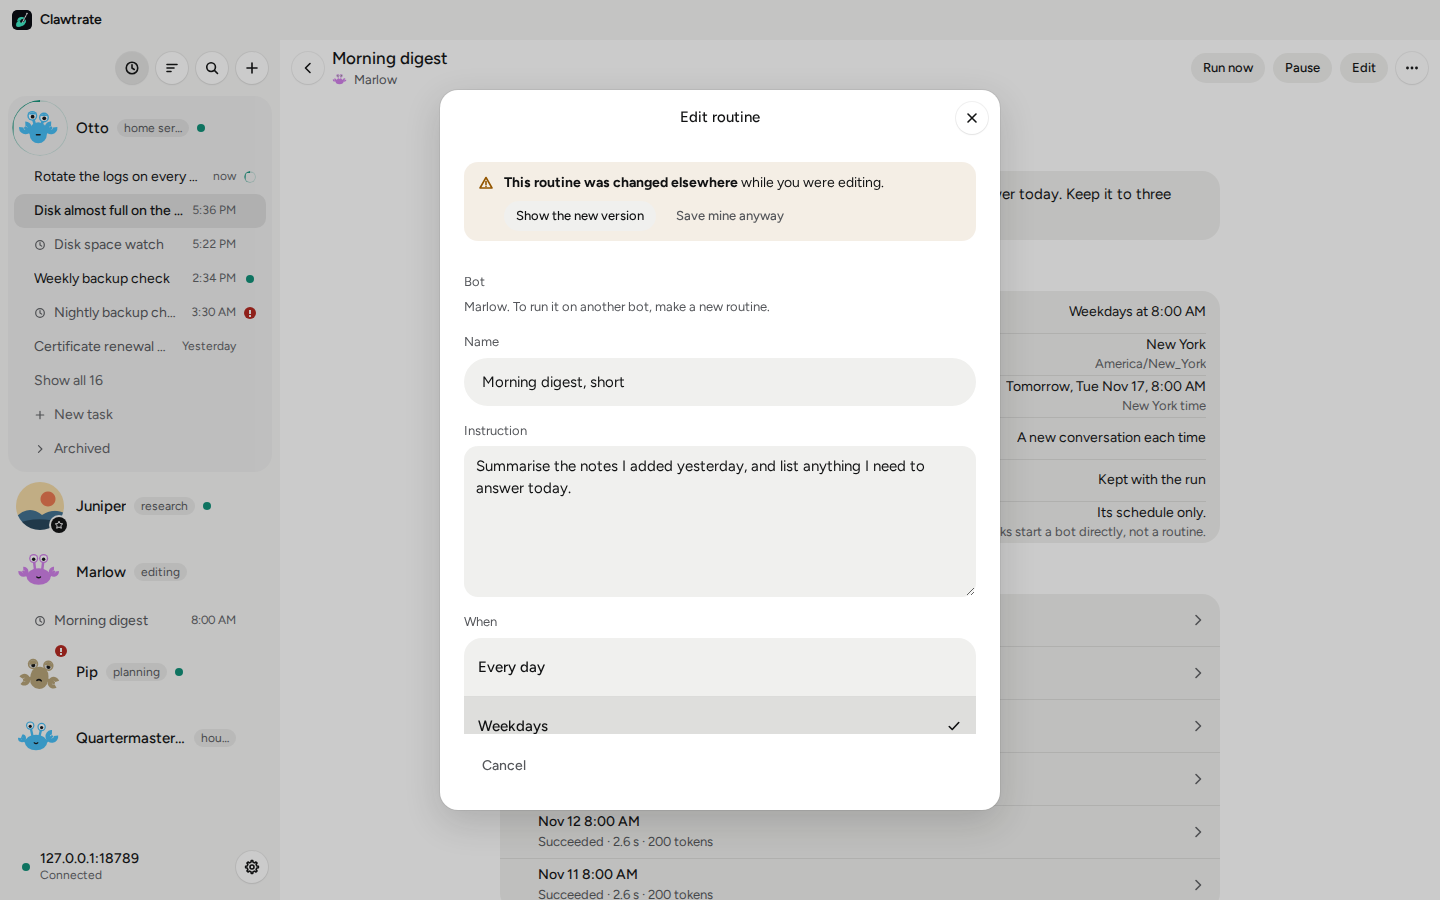 Clawtrate
Otto
home ser...
Rotate the logs on every ...
now
Disk almost full on the ...
5:36 PM
Disk space watch
5:22 PM
Weekly backup check
2:34 PM
Nightly backup ch...
3:30 AM
Certificate renewal ...
Yesterday
Show all 16
New task
Archived
Juniper
research
Marlow
editing
Morning digest
8:00 AM
Pip
planning
Quartermaster...
hou...
127.0.0.1:18789
Connected
Morning digest
Marlow
Run now
Pause
Edit
Edit routine
This routine was changed elsewhere while you were editing.
Show the new version
Save mine anyway
Bot
Marlow. To run it on another bot, make a new routine.
Name
Morning digest, short
Instruction
Summarise the notes I added yesterday, and list anything I need to
answer today.
When
Every day
Weekdays
Cancel
er today. Keep it to three
Weekdays at 8:00 AM
New York
America/New_York
Tomorrow, Tue Nov 17, 8:00 AM
New York time
A new conversation each time
Kept with the run
Its schedule only.
ks start a bot directly, not a routine.
Nov 12 8:00 AM
Succeeded · 2.6 s · 200 tokens
Nov 11 8:00 AM
Succeeded · 2.6 s · 200 tokens